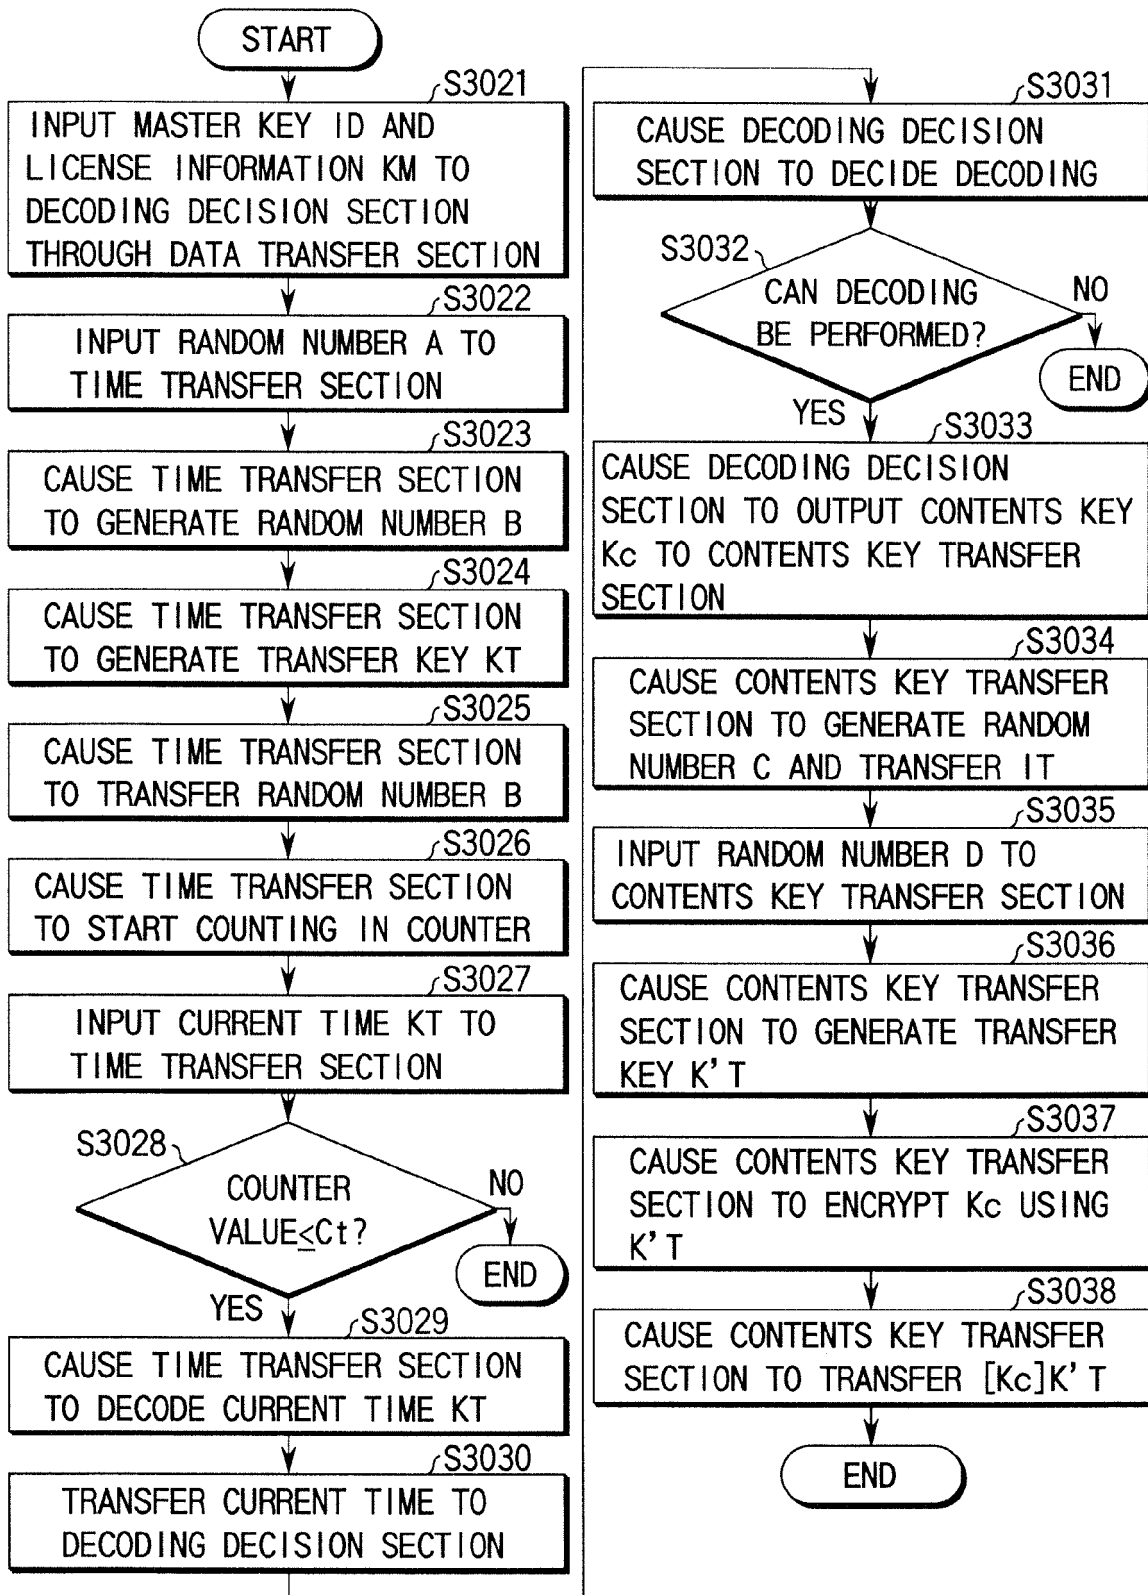 START
S3021
INPUT MASTER KEY ID AND
LICENSE INFORMATION KM TO
DECODING DECISION SECTION
THROUGH DATA TRANSFER SECTION
S3022
INPUT RANDOM NUMBER A TO
TIME TRANSFER SECTION
S3023
CAUSE TIME TRANSFER SECTION
TO GENERATE RANDOM NUMBER B
S3024
CAUSE TIME TRANSFER SECTION
TO GENERATE TRANSFER KEY KT
S3025
CAUSE TIME TRANSFER SECTION
TO TRANSFER RANDOM NUMBER B
S3026
CAUSE TIME TRANSFER SECTION
TO START COUNTING IN COUNTER
S3027
INPUT CURRENT TIME KT TO
TIME TRANSFER SECTION
S3028
COUNTER
VALUE≤Ct?
NO
END
YES
S3029
CAUSE TIME TRANSFER SECTION
TO DECODE CURRENT TIME KT
S3030
TRANSFER CURRENT TIME TO
DECODING DECISION SECTION
S3031
CAUSE DECODING DECISION
SECTION TO DECIDE DECODING
S3032
CAN DECODING
BE PERFORMED?
NO
END
YES
S3033
CAUSE DECODING DECISION
SECTION TO OUTPUT CONTENTS KEY
Kc TO CONTENTS KEY TRANSFER
SECTION
S3034
CAUSE CONTENTS KEY TRANSFER
SECTION TO GENERATE RANDOM
NUMBER C AND TRANSFER IT
S3035
INPUT RANDOM NUMBER D TO
CONTENTS KEY TRANSFER SECTION
S3036
CAUSE CONTENTS KEY TRANSFER
SECTION TO GENERATE TRANSFER
KEY K'T
S3037
CAUSE CONTENTS KEY TRANSFER
SECTION TO ENCRYPT Kc USING
K'T
S3038
CAUSE CONTENTS KEY TRANSFER
SECTION TO TRANSFER [Kc]K'T
END